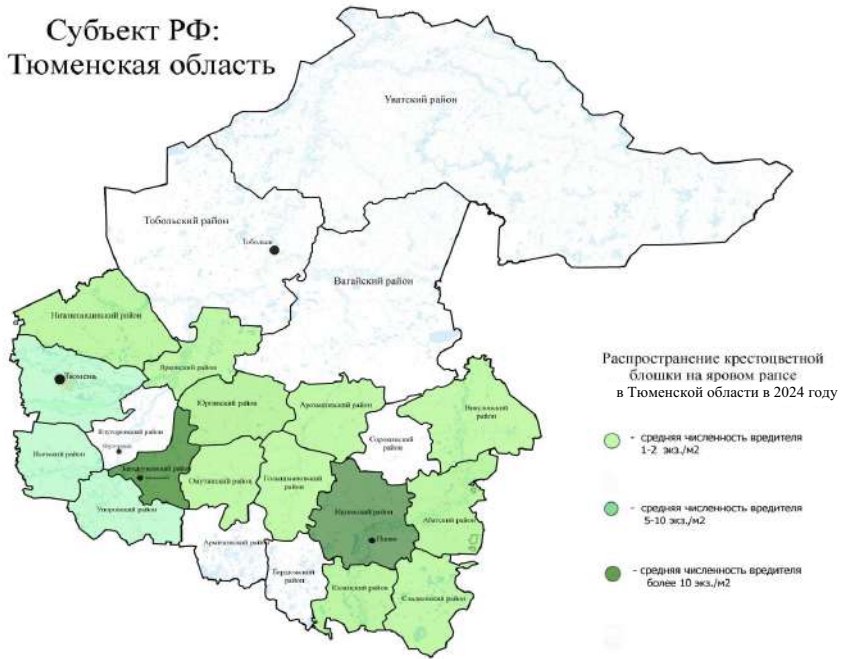 Субъект РФ:
Тюменская область
Уватский район
Тобольский район
Тобольск
Вагайский район
Нижнетавдинский район
Ярковский район
Тюмень
Юргинский район
Аромашевский район
Викуловский район
Сорокинский район
Исетский район
Заводоуковский район
Омутинский район
Голышмановский
район
Ишимский район
Ишим
Абатский район
Упоровский район
Армизонский район
Бердюжский
район
Казанский район
Сладковский район
Распространение крестоцветной
блошки на яровом рапсе
в Тюменской области в 2024 году
- средняя численность вредителя
1-2 экз./м2
- средняя численность вредителя
5-10 экз./м2
- средняя численность вредителя
более 10 экз./м2